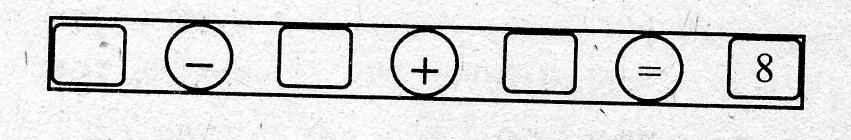 − + = 8